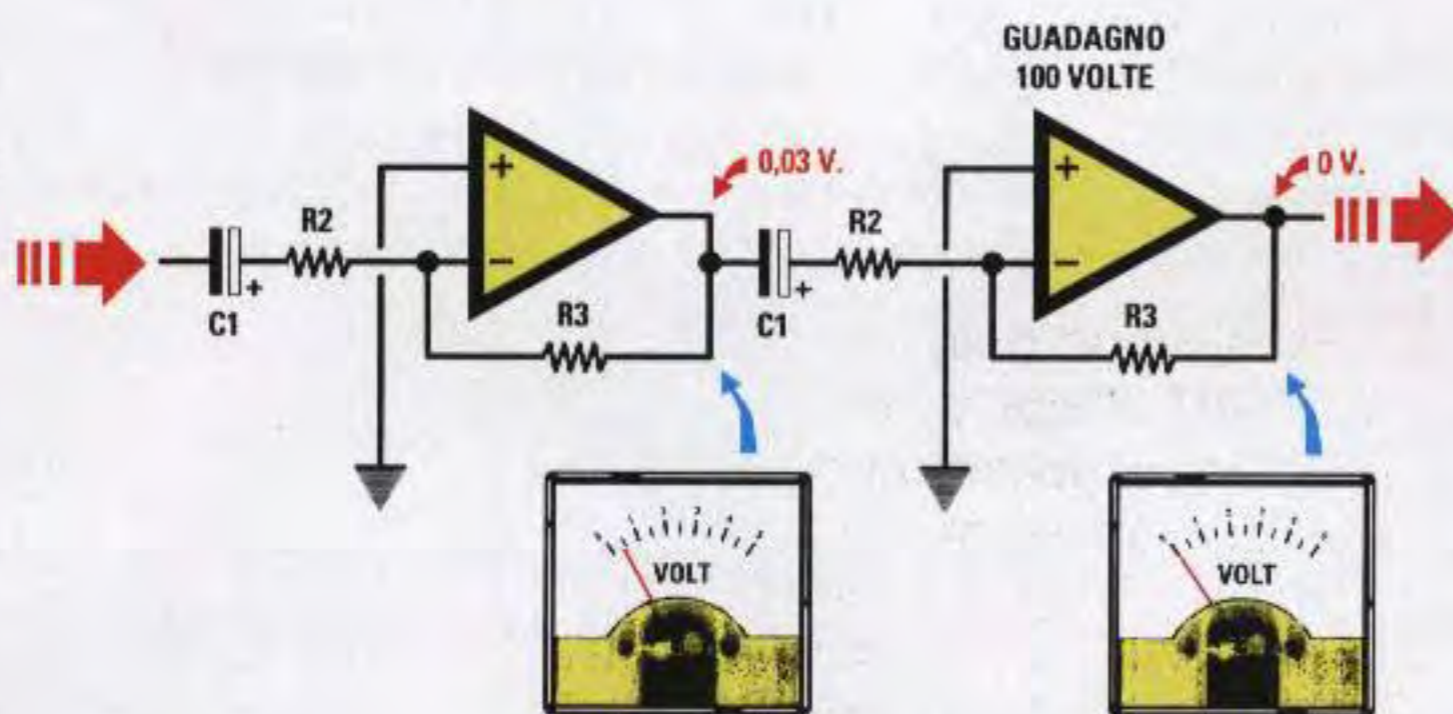 GUADAGNO
100 VOLTE
+
0,03 V.
+
0 V.
R2
R2
−
−
+
C1
+
C1
R3
R3
VOLT
VOLT